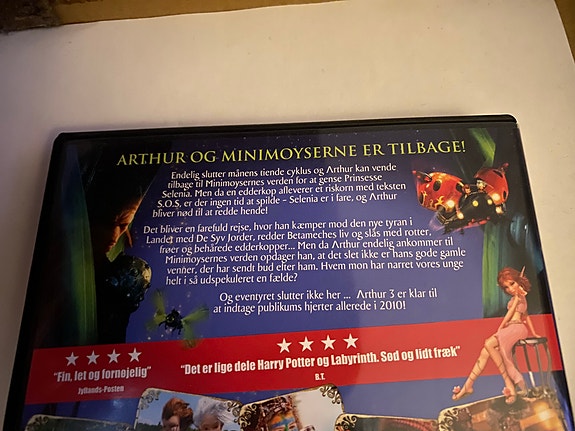 ARTHUR OG MINIMOYSERNE ER TILBAGE!
Endelig slutter månens tiende cyklus og Arthur kan vende
tilbage til Minimoysernes verden for at gense Prinsesse
Selenia. Men da en edderkop afleverer et riskorn med teksten
S.O.S, er der ingen tid at spilde – Selenia er i fare, og Arthur
bliver nød til at redde hende!
Det bliver en farefuld rejse, hvor han kæmper mod den nye tyran i
Landet med De Syv Jorder, redder Betameches liv og slås med rotter,
frøer og behårede edderkopper... Men da Arthur endelig ankommer til
Minimoysernes verden opdager han, at det slet ikke er hans gode gamle
venner, der har sendt bud efter ham. Hvem mon har narret vores unge
helt i så udspekuleret en fælde?
Og eventyret slutter ikke her ... Arthur 3 er klar til
at indtage publikums hjerter allerede i 2010!
"Fin, let og fornøjelig"
Jyllands-Posten
"Det er lige dele Harry Potter og Labyrinth. Sød og lidt fræk"
B.T.